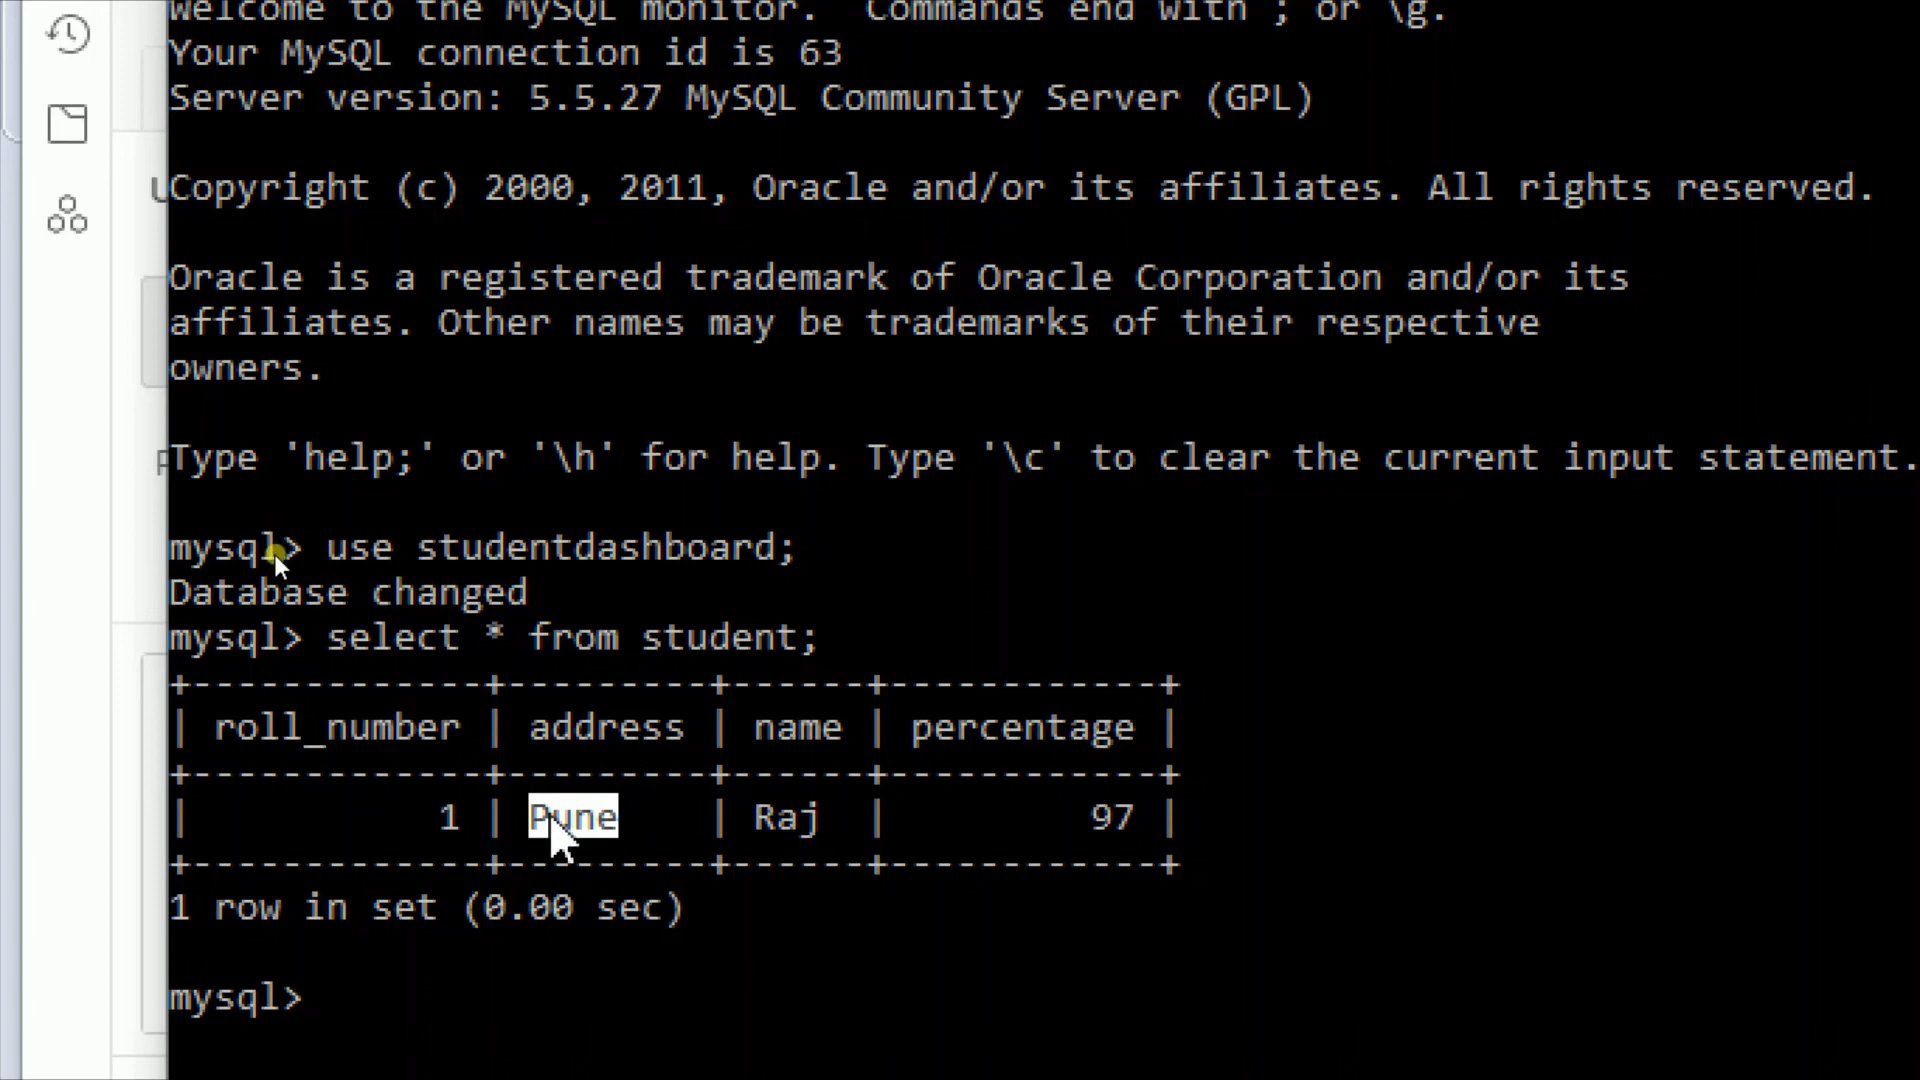 Welcome to the MySQL monitor.  Commands end with ; or \g.
Your MySQL connection id is 63
Server version: 5.5.27 MySQL Community Server (GPL)
Copyright (c) 2000, 2011, Oracle and/or its affiliates. All rights reserved.
Oracle is a registered trademark of Oracle Corporation and/or its
affiliates. Other names may be trademarks of their respective
owners.
Type 'help;' or '\h' for help. Type '\c' to clear the current input statement.
mysql> use studentdashboard;
Database changed
mysql> select * from student;
+-------------+---------+------+------------+
| roll_number | address | name | percentage |
+-------------+---------+------+------------+
|           1 | Pune    | Raj  |         97 |
+-------------+---------+------+------------+
1 row in set (0.00 sec)
mysql>